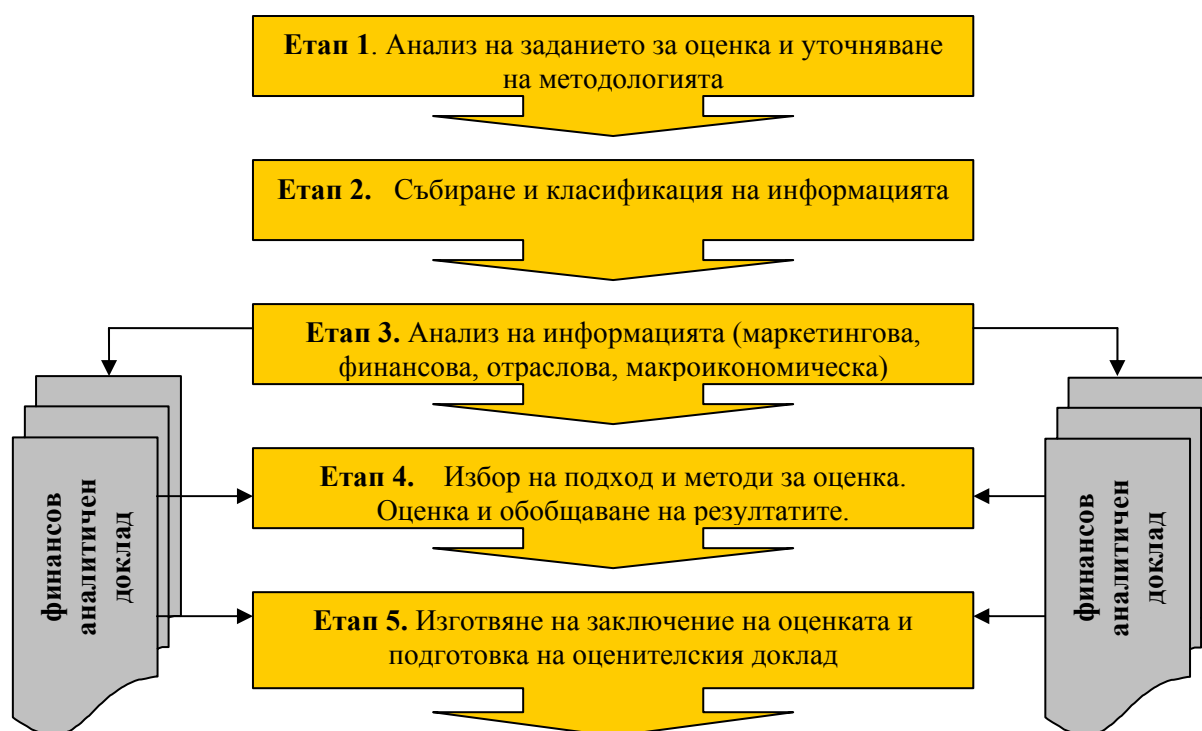 Етап 1. Анализ на заданието за оценка и уточняване
на методологията
Етап 2. Събиране и класификация на информацията
Етап 3. Анализ на информацията (маркетингова,
финансова, отраслова, макроикономическа)
Етап 4. Избор на подход и методи за оценка.
Оценка и обобщаване на резултатите.
Етап 5. Изготвяне на заключение на оценката и
подготовка на оценителския доклад
финансов
аналитичен
доклад
финансов
аналитичен
доклад